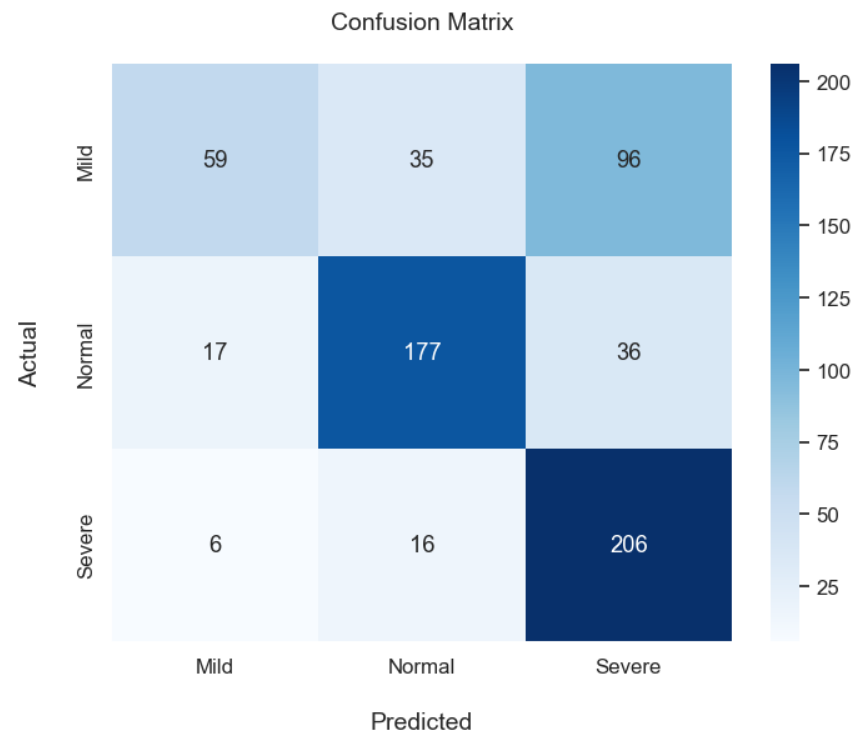 Confusion Matrix
Actual
Mild
59
35
96
Normal
17
177
36
Severe
6
16
206
Mild
Normal
Severe
Predicted
200
175
150
125
100
75
50
25